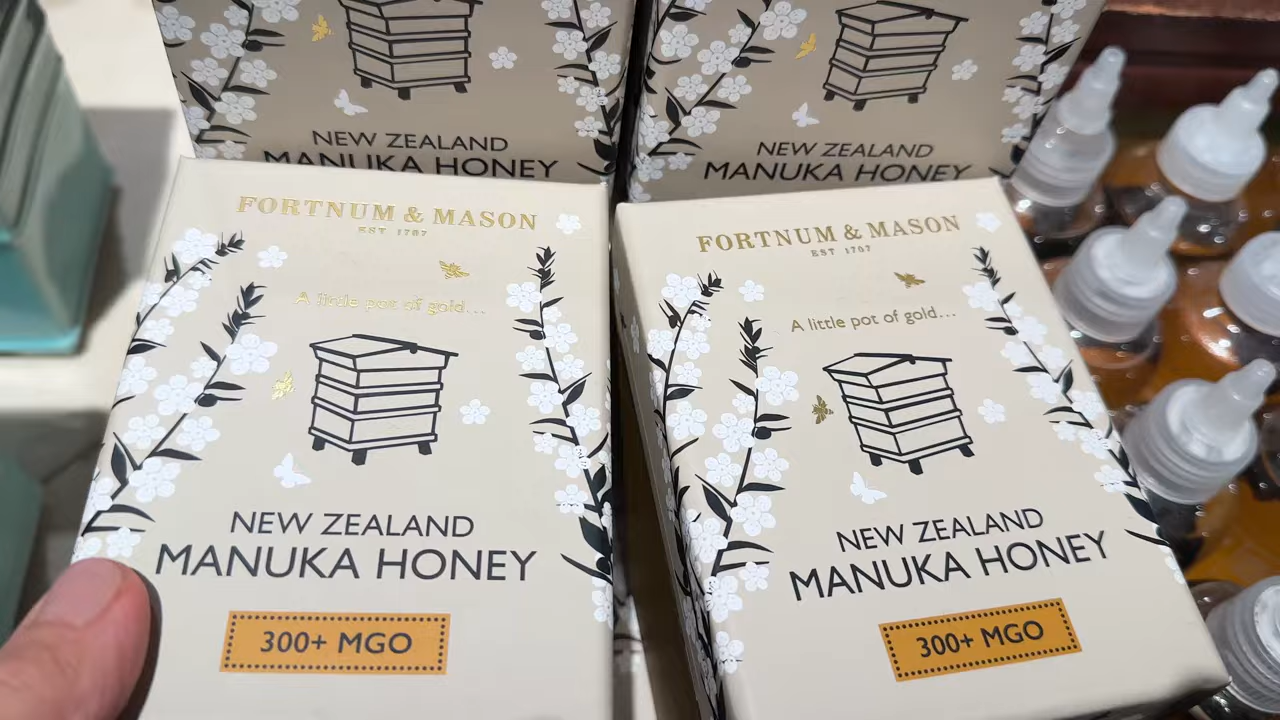 NEW ZEALAND
MANUKA HONEY
NEW ZEALAND
MANUKA HONEY
FORTNUM & MASON
EST 1707
A little pot of gold...
NEW ZEALAND
MANUKA HONEY
300+ MGO
FORTNUM & MASON
EST 1707
A little pot of gold...
NEW ZEALAND
MANUKA HONEY
300+ MGO